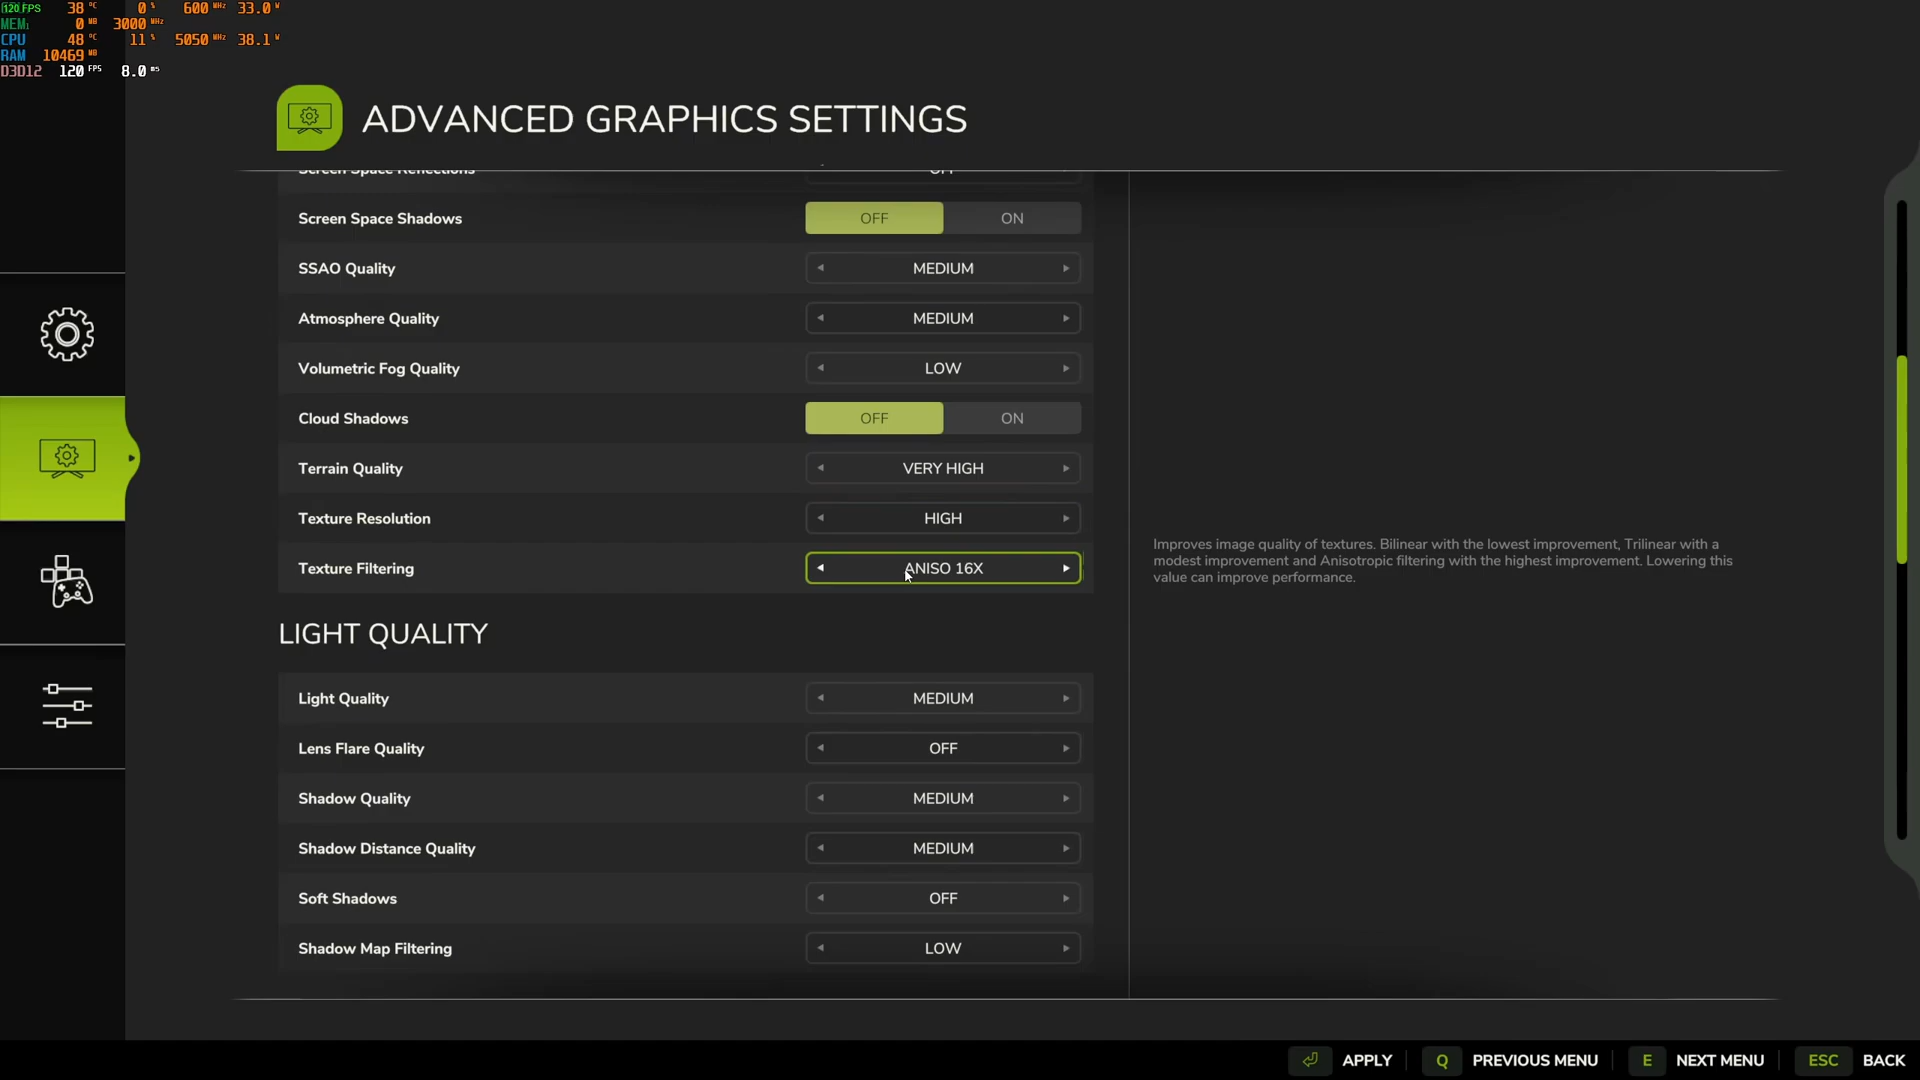 120 FPS 38 °C 0 % 600 MHz 33.0 W
MEM 0 MB 3000 MHz
CPU 48 °C 11 % 5050 MHz 38.1 W
RAM 10469 MB
D3D12 120 FPS 8.0 ms
ADVANCED GRAPHICS SETTINGS
Screen Space Reflections OFF
Screen Space Shadows OFF ON
SSAO Quality MEDIUM
Atmosphere Quality MEDIUM
Volumetric Fog Quality LOW
Cloud Shadows OFF ON
Terrain Quality VERY HIGH
Texture Resolution HIGH
Texture Filtering ANISO 16X
Improves image quality of textures. Bilinear with the lowest improvement, Trilinear with a
modest improvement and Anisotropic filtering with the highest improvement. Lowering this
value can improve performance.
LIGHT QUALITY
Light Quality MEDIUM
Lens Flare Quality OFF
Shadow Quality MEDIUM
Shadow Distance Quality MEDIUM
Soft Shadows OFF
Shadow Map Filtering LOW
APPLY Q PREVIOUS MENU E NEXT MENU ESC BACK